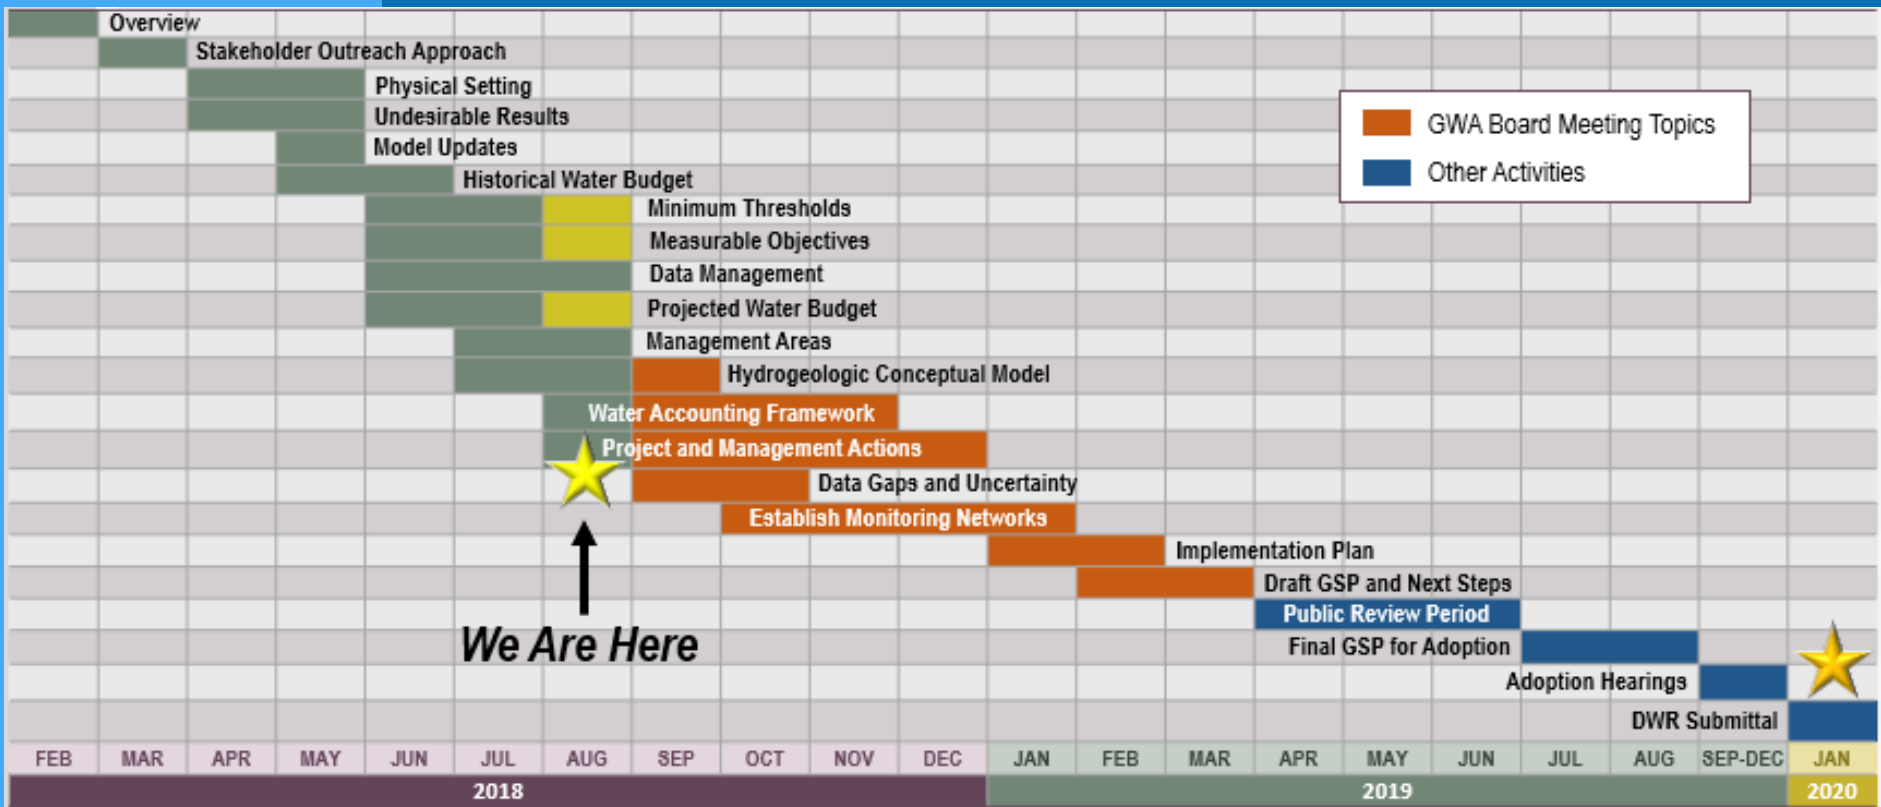 Overview
Stakeholder Outreach Approach
Physical Setting
Undesirable Results
GWA Board Meeting Topics
Model Updates
Other Activities
Historical Water Budget
Minimum Thresholds
Measurable Objectives
Data Management
Projected Water Budget
Management Areas
Hydrogeologic Conceptual Model
Water Accounting Framework
Project and Management Actions
Data Gaps and Uncertainty
Establish Monitoring Networks
Implementation Plan
Draft GSP and Next Steps
Public Review Period
We Are Here
Final GSP for Adoption
Adoption Hearings
DWR Submittal
FEB MAR APR MAY JUN JUL AUG SEP OCT NOV DEC JAN FEB MAR APR MAY JUN JUL AUG SEP-DEC JAN
2018 2019 2020